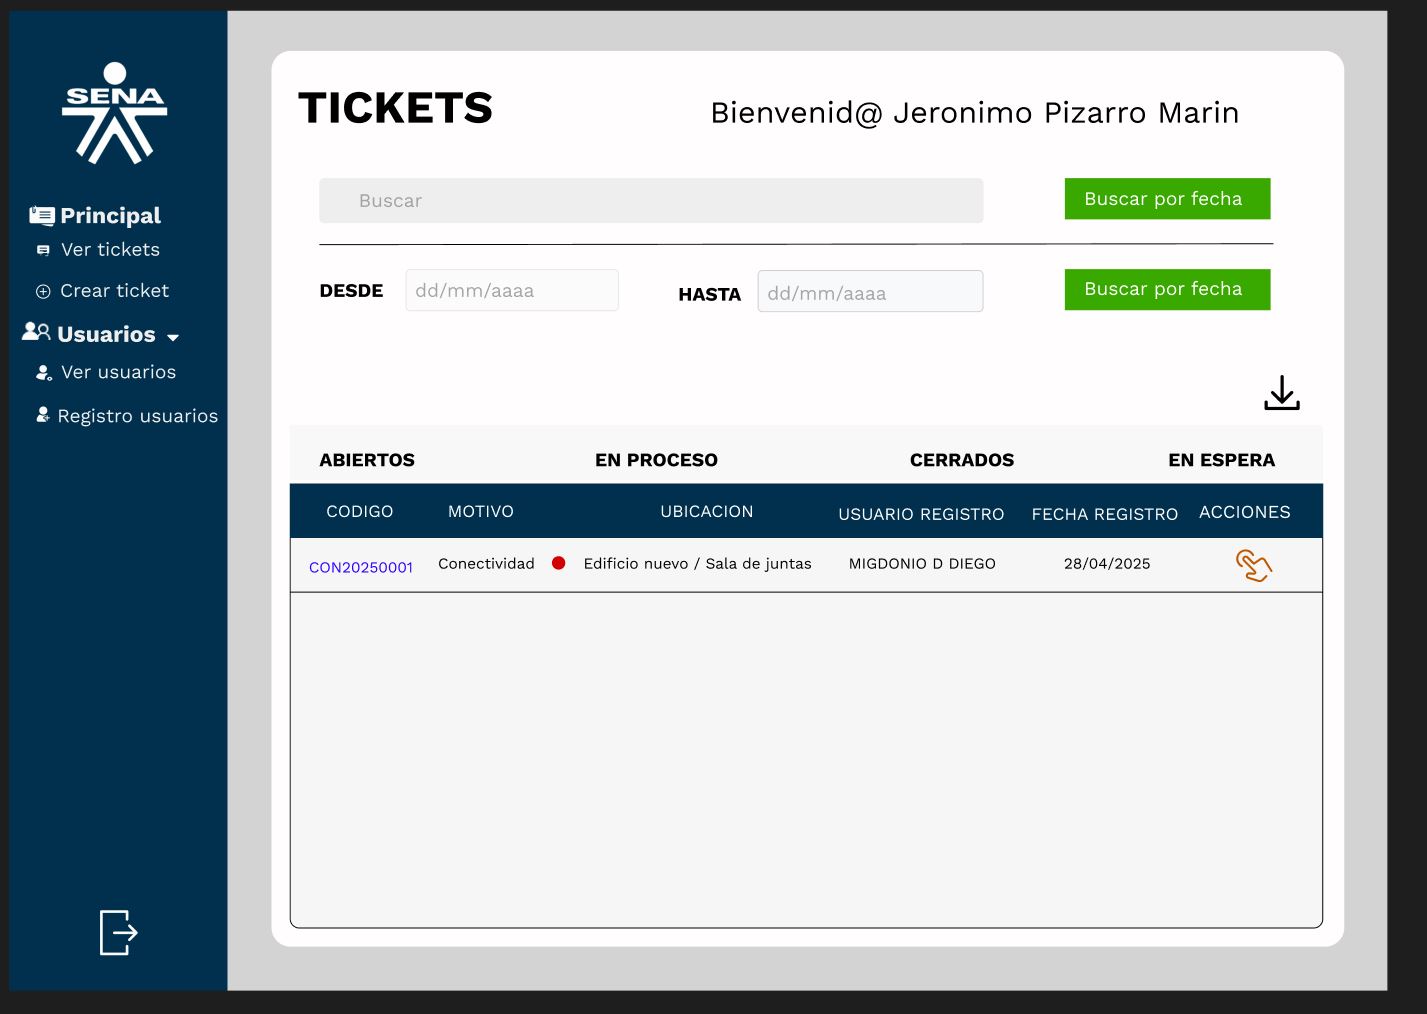 SENA
Principal
Ver tickets
Crear ticket
Usuarios
Ver usuarios
Registro usuarios
TICKETS
Bienvenid@ Jeronimo Pizarro Marin
Buscar
Buscar por fecha
DESDE
dd/mm/aaaa
HASTA
dd/mm/aaaa
Buscar por fecha
ABIERTOS
EN PROCESO
CERRADOS
EN ESPERA
CODIGO
MOTIVO
UBICACION
USUARIO REGISTRO
FECHA REGISTRO
ACCIONES
CON20250001
Conectividad
Edificio nuevo / Sala de juntas
MIGDONIO D DIEGO
28/04/2025